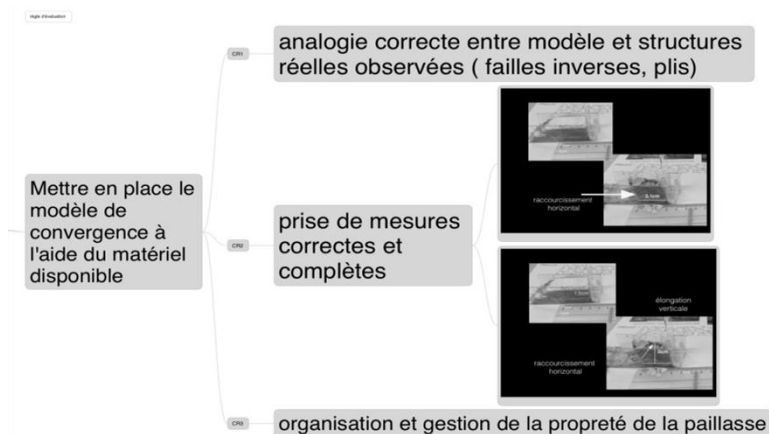 règle d'évaluation
CR1
analogie correcte entre modèle et structures
réelles observées ( failles inverses, plis)
Mettre en place le
modèle de
convergence à
l'aide du matériel
disponible
CR2
prise de mesures
correctes et
complètes
raccourcissement
horizontal
élongation
verticale
raccourcissement
horizontal
CR3
organisation et gestion de la propreté de la paillasse